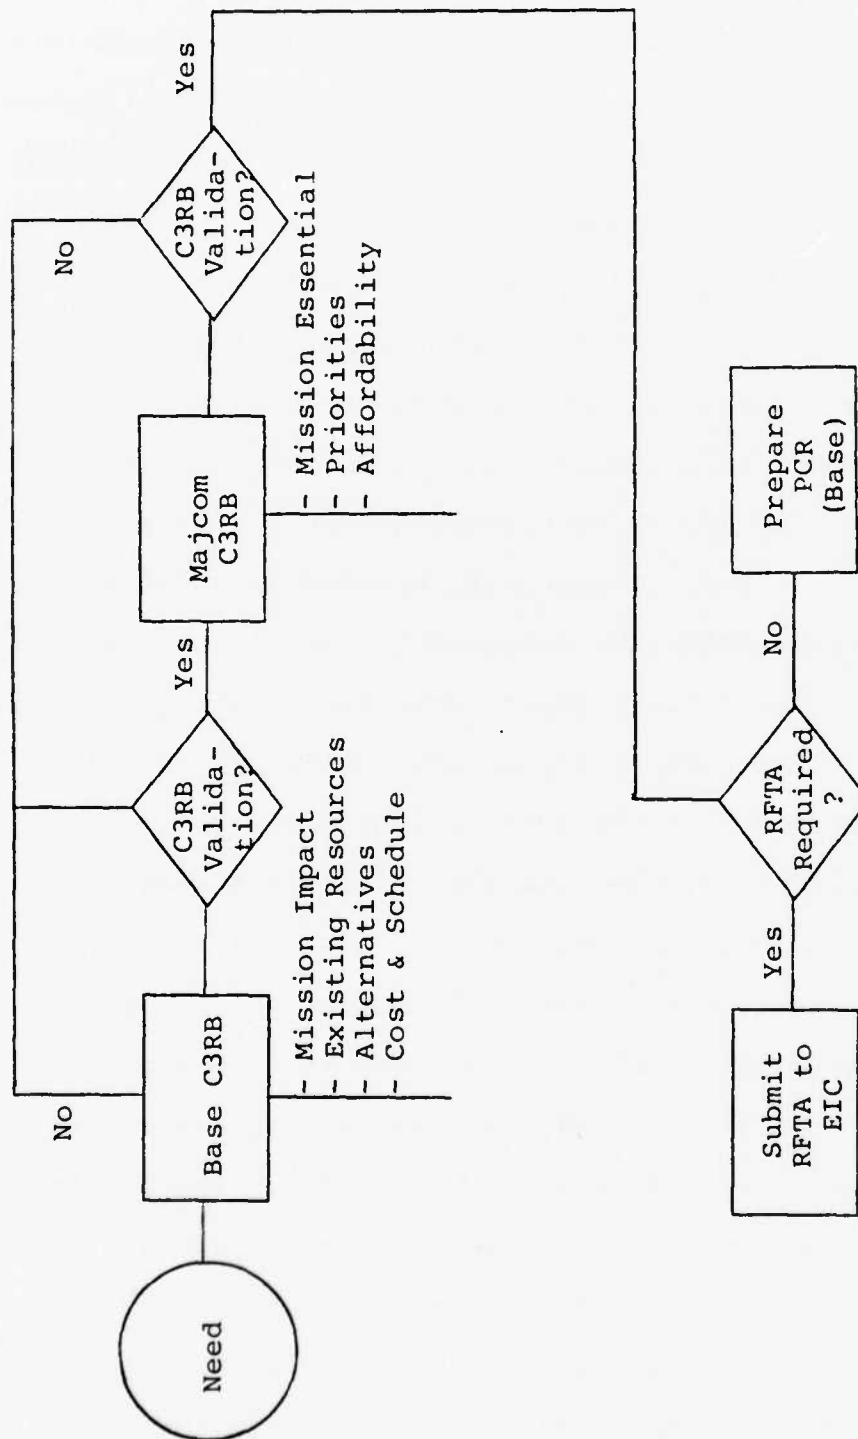 Need
No
Base C3RB
- Mission Impact
- Existing Resources
- Alternatives
- Cost & Schedule
C3RB
Valida-
tion?
Yes
Majcom
C3RB
- Mission Essential
- Priorities
- Affordability
No
C3RB
Valida-
tion?
Yes
Submit
RFTA to
EIC
Yes
RFTA
Required
?
No
Prepare
PCR
(Base)